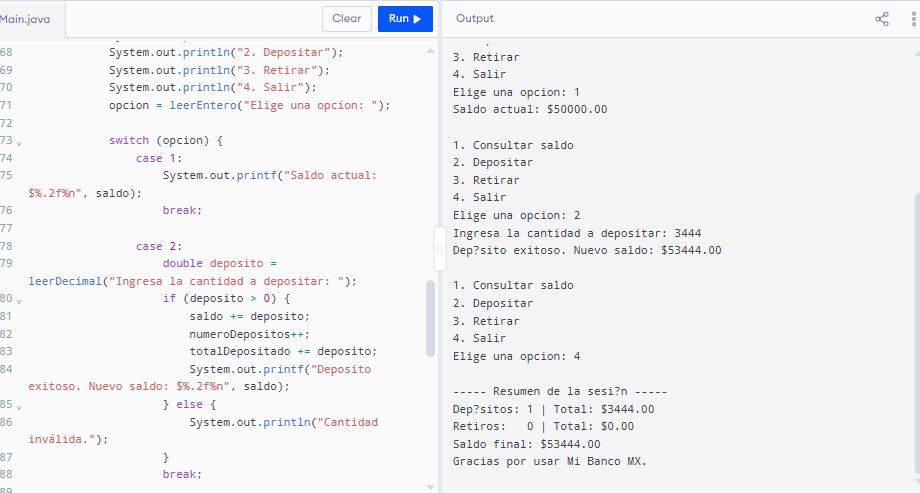 Main.java
Clear
Run
Output
68 System.out.println("2. Depositar");
69 System.out.println("3. Retirar");
70 System.out.println("4. Salir");
71 opcion = leerEntero("Elige una opcion: ");
72
73 switch (opcion) {
74 case 1:
75 System.out.printf("Saldo actual:
$%.2f%n", saldo);
76 break;
77
78 case 2:
79 double deposito =
leerDecimal("Ingresa la cantidad a depositar: ");
80 if (deposito > 0) {
81 saldo += deposito;
82 numeroDepositos++;
83 totalDepositado += deposito;
84 System.out.printf("Deposito
exitoso. Nuevo saldo: $%.2f%n", saldo);
85 } else {
86 System.out.println("Cantidad
inválida.");
87 }
88 break;
89
3. Retirar
4. Salir
Elige una opcion: 1
Saldo actual: $50000.00
1. Consultar saldo
2. Depositar
3. Retirar
4. Salir
Elige una opcion: 2
Ingresa la cantidad a depositar: 3444
Dep?sito exitoso. Nuevo saldo: $53444.00
1. Consultar saldo
2. Depositar
3. Retirar
4. Salir
Elige una opcion: 4
----- Resumen de la sesi?n -----
Dep?sitos: 1 | Total: $3444.00
Retiros:   0 | Total: $0.00
Saldo final: $53444.00
Gracias por usar Mi Banco MX.